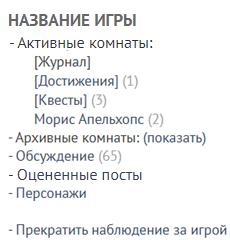 НАЗВАНИЕ ИГРЫ
- Активные комнаты:
[Журнал]
[Достижения] (1)
[Квесты] (3)
Морис Апельхопс (2)
- Архивные комнаты: (показать)
- Обсуждение (65)
- Оцененные посты
- Персонажи
- Прекратить наблюдение за игрой